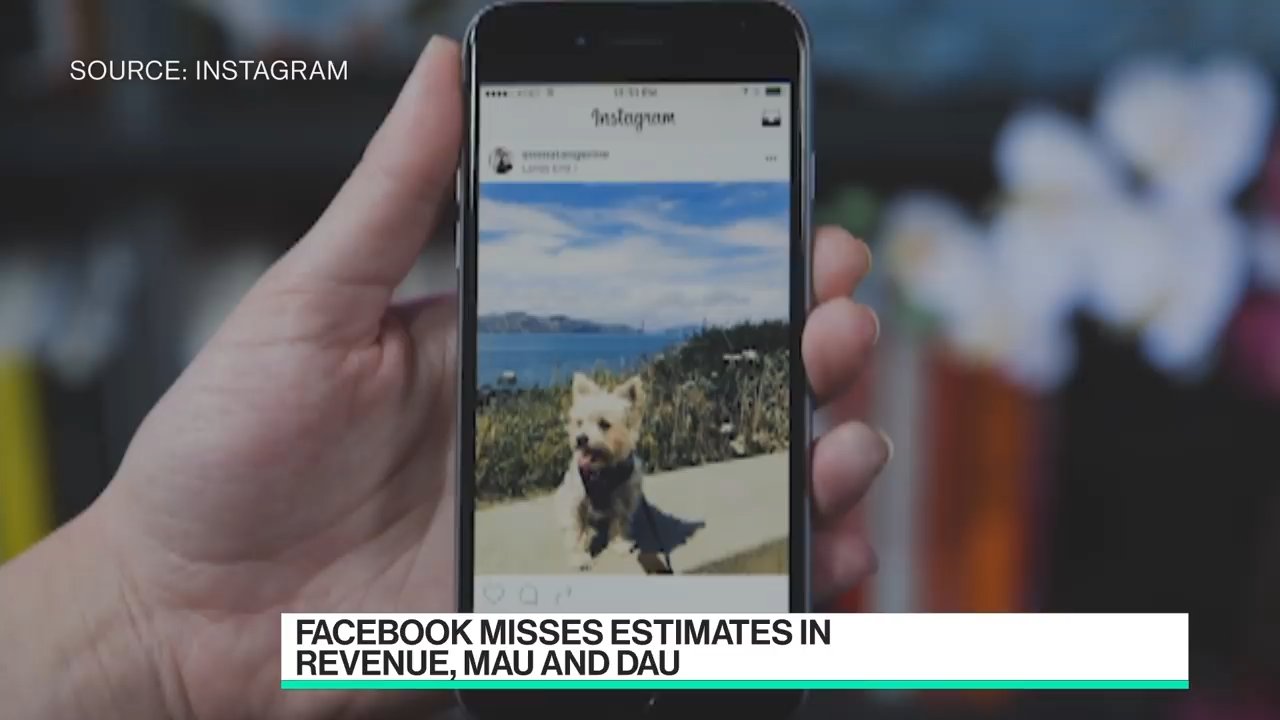 SOURCE: INSTAGRAM
Instagram
FACEBOOK MISSES ESTIMATES IN
REVENUE, MAU AND DAU